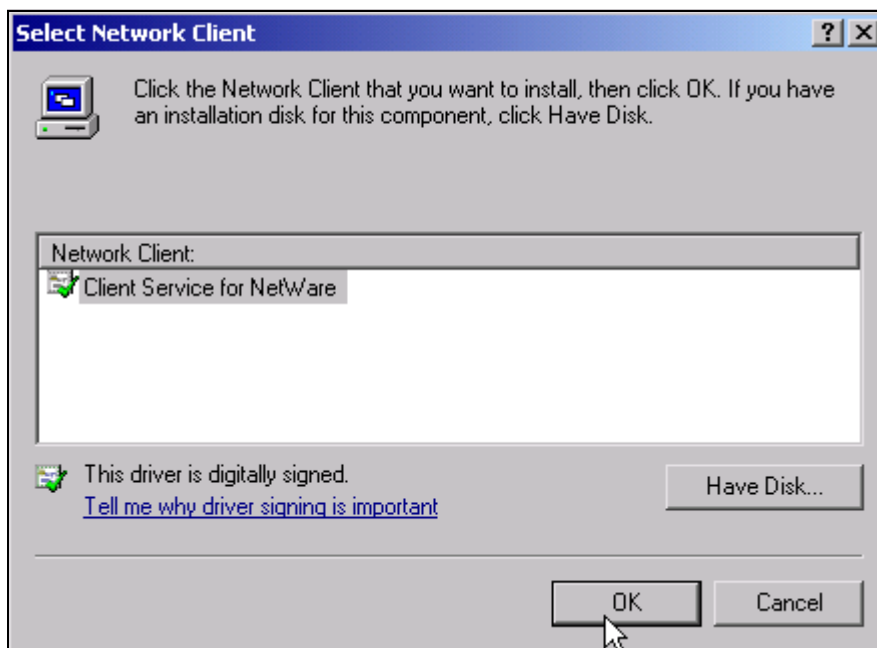 Select Network Client
Click the Network Client that you want to install, then click OK. If you have
an installation disk for this component, click Have Disk.
Network Client:
Client Service for NetWare
This driver is digitally signed.
Tell me why driver signing is important
Have Disk...
OK
Cancel